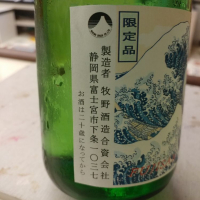 限定品
製造者 牧野酒造合資会社
静岡県富士宮市下条一〇三七
お酒は二十歳になってから